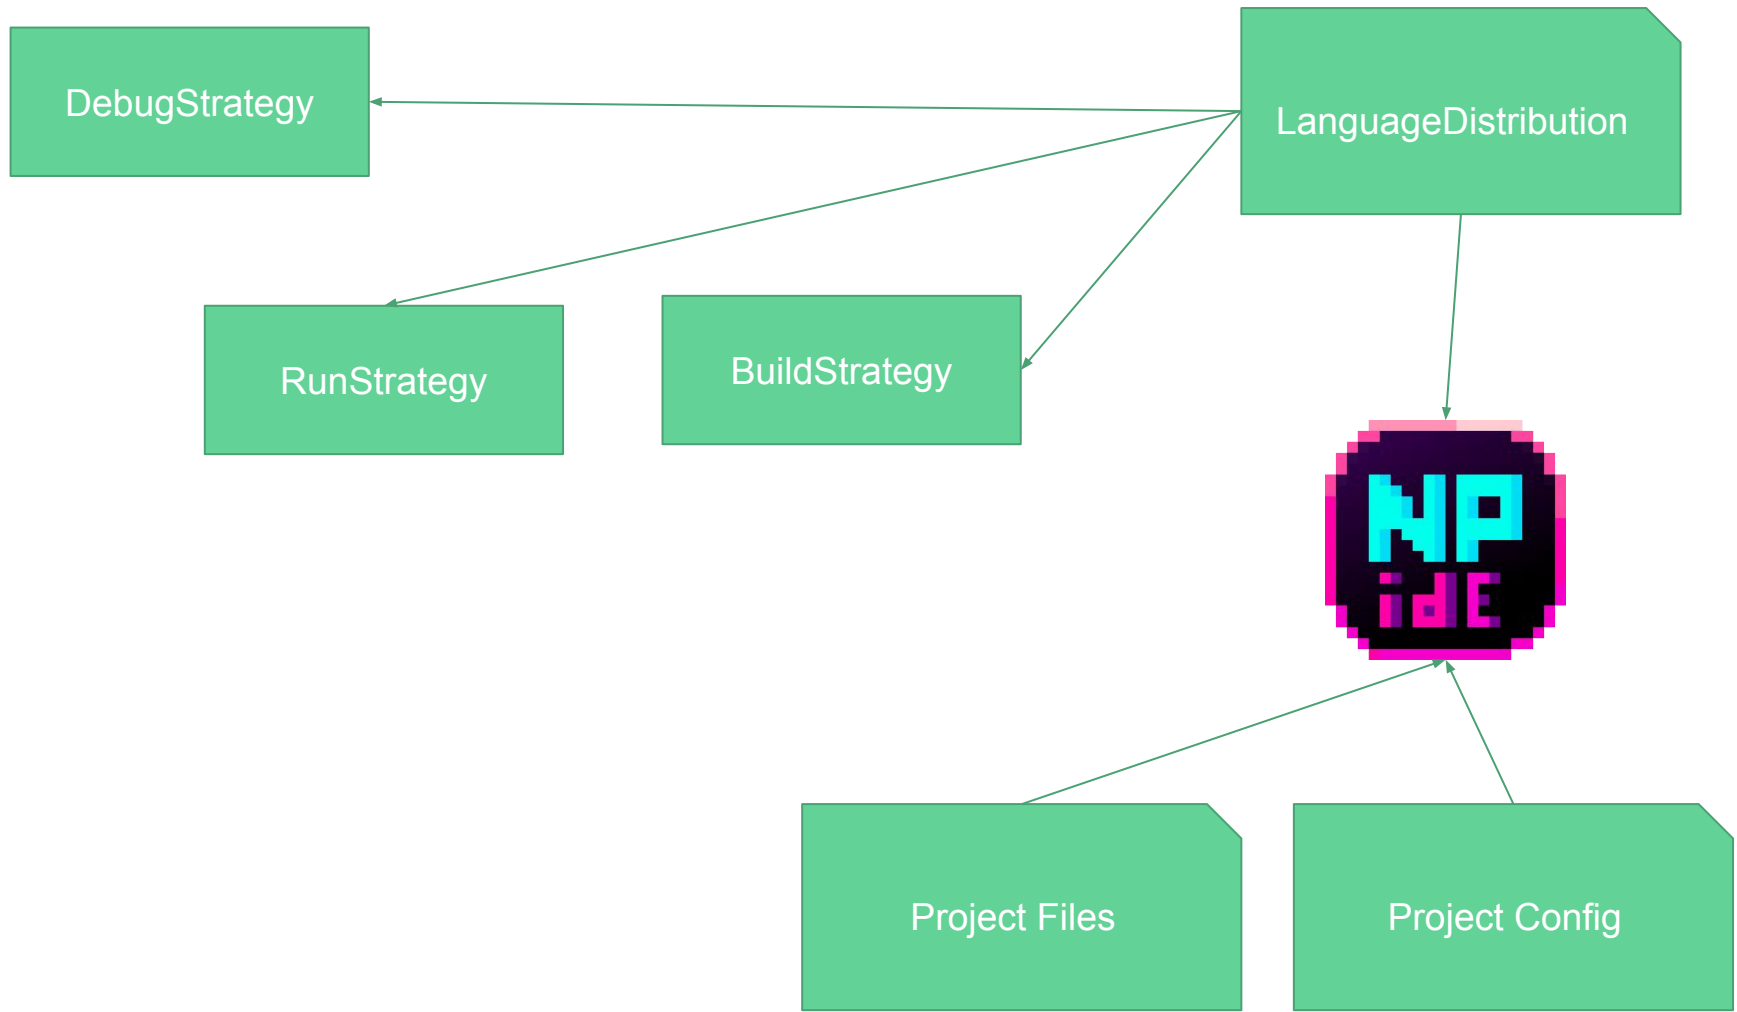 DebugStrategy
LanguageDistribution
RunStrategy
BuildStrategy
NP
idE
Project Files
Project Config